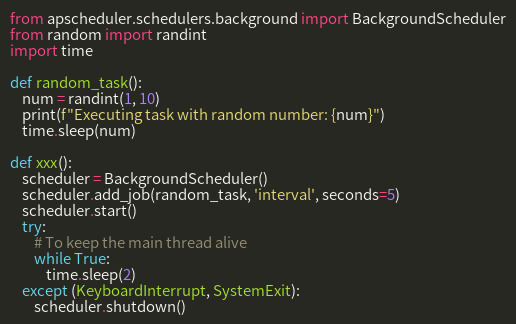 from apscheduler.schedulers.background import BackgroundScheduler
from random import randint
import time

def random_task():
    num = randint(1, 10)
    print(f"Executing task with random number: {num}")
    time.sleep(num)

def xxx():
    scheduler = BackgroundScheduler()
    scheduler.add_job(random_task, 'interval', seconds=5)
    scheduler.start()
    try:
        # To keep the main thread alive
        while True:
            time.sleep(2)
    except (KeyboardInterrupt, SystemExit):
        scheduler.shutdown()